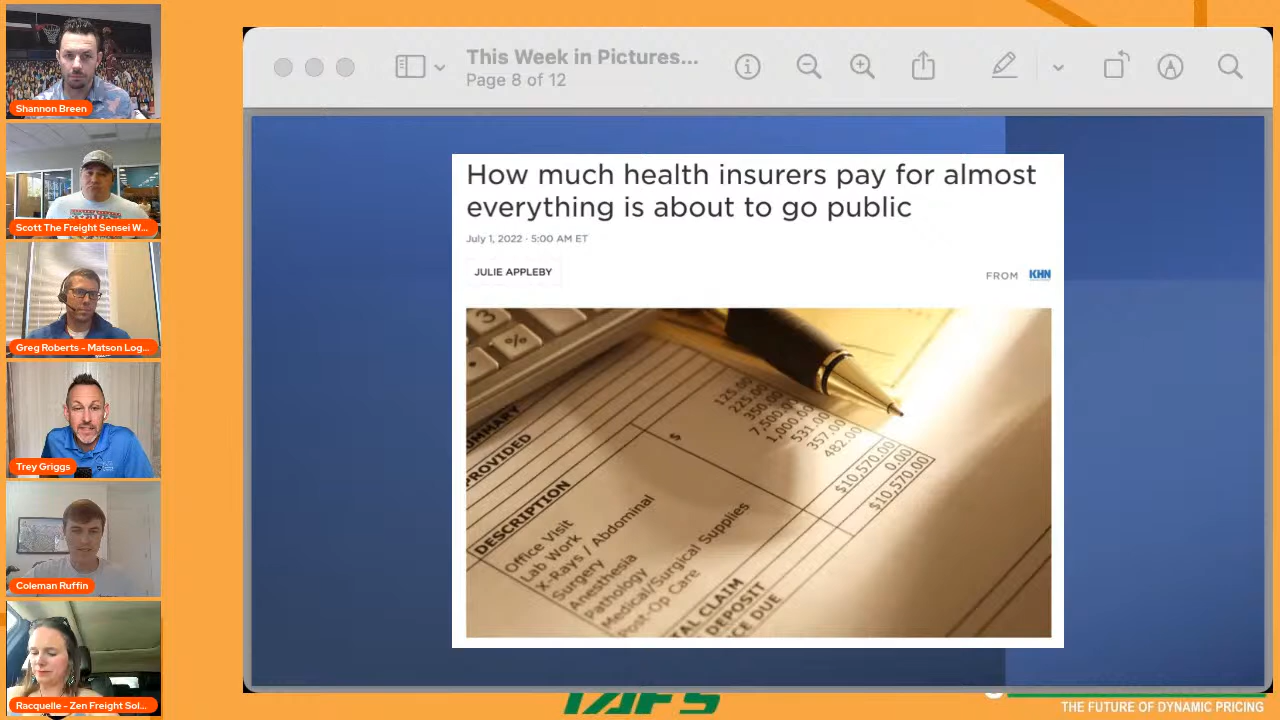 Shannon Breen
Scott The Freight Sensei W...
Greg Roberts - Matson Log...
Trey Griggs
Coleman Ruffin
Racquelle - Zen Freight Sol...
This Week in Pictures...
Page 8 of 12
How much health insurers pay for almost
everything is about to go public
July 1, 2022 · 5:00 AM ET
JULIE APPLEBY
FROM KHN
3
%
PROVIDED
DESCRIPTION
$
Office Visit
Lab Work
X-Rays / Abdominal
Surgery
Anesthesia
Pathology
Medical/Surgical Supplies
Post-Op Care
125.00
225.00
350.00
7,500.00
1,000.00
531.00
357.00
482.00
$10,570.00
0.00
$10,570.00
CLAIM
DEPOSIT
DUE
THE FUTURE OF DYNAMIC PRICING